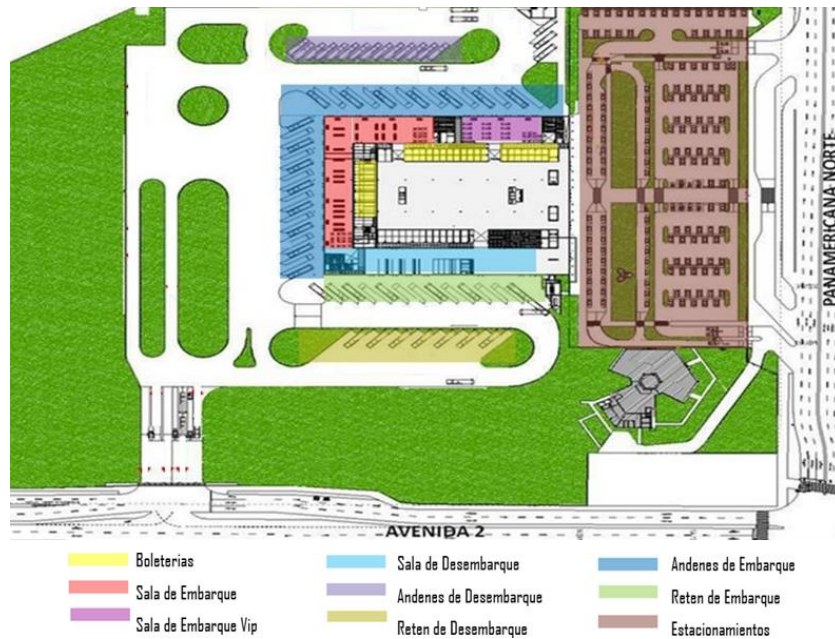 PANAMERICANA NORTE
AVENIDA 2
Boleterias
Sala de Embarque
Sala de Embarque Vip
Sala de Desembarque
Andenes de Desembarque
Reten de Desembarque
Andenes de Embarque
Reten de Embarque
Estacionamientos